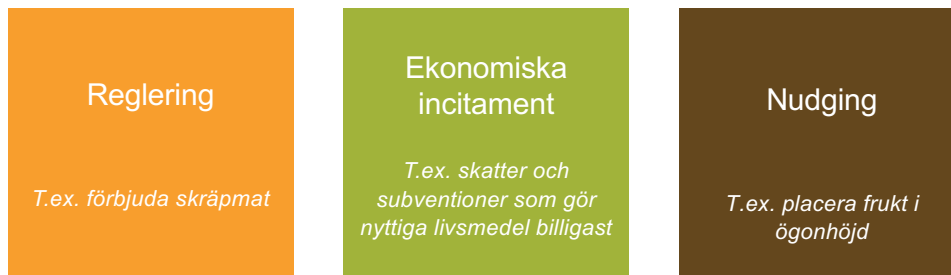 Reglering
T.ex. förbjuda skräpmat
Ekonomiska
incitament
T.ex. skatter och
subventioner som gör
nyttiga livsmedel billigast
Nudging
T.ex. placera frukt i
ögonhöjd